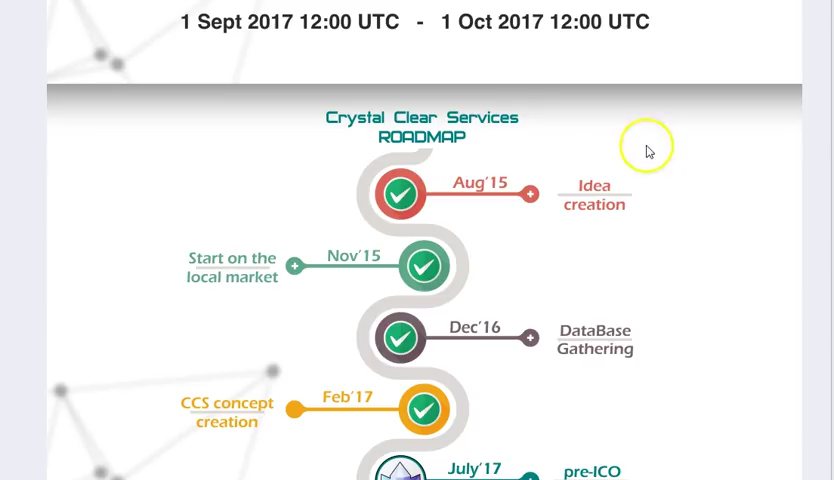 1 Sept 2017 12:00 UTC - 1 Oct 2017 12:00 UTC
Crystal Clear Services
ROADMAP
Aug'15
Idea
creation
Start on the
local market
Nov'15
Dec'16
DataBase
Gathering
CCS concept
creation
Feb'17
July'17
pre-ICO